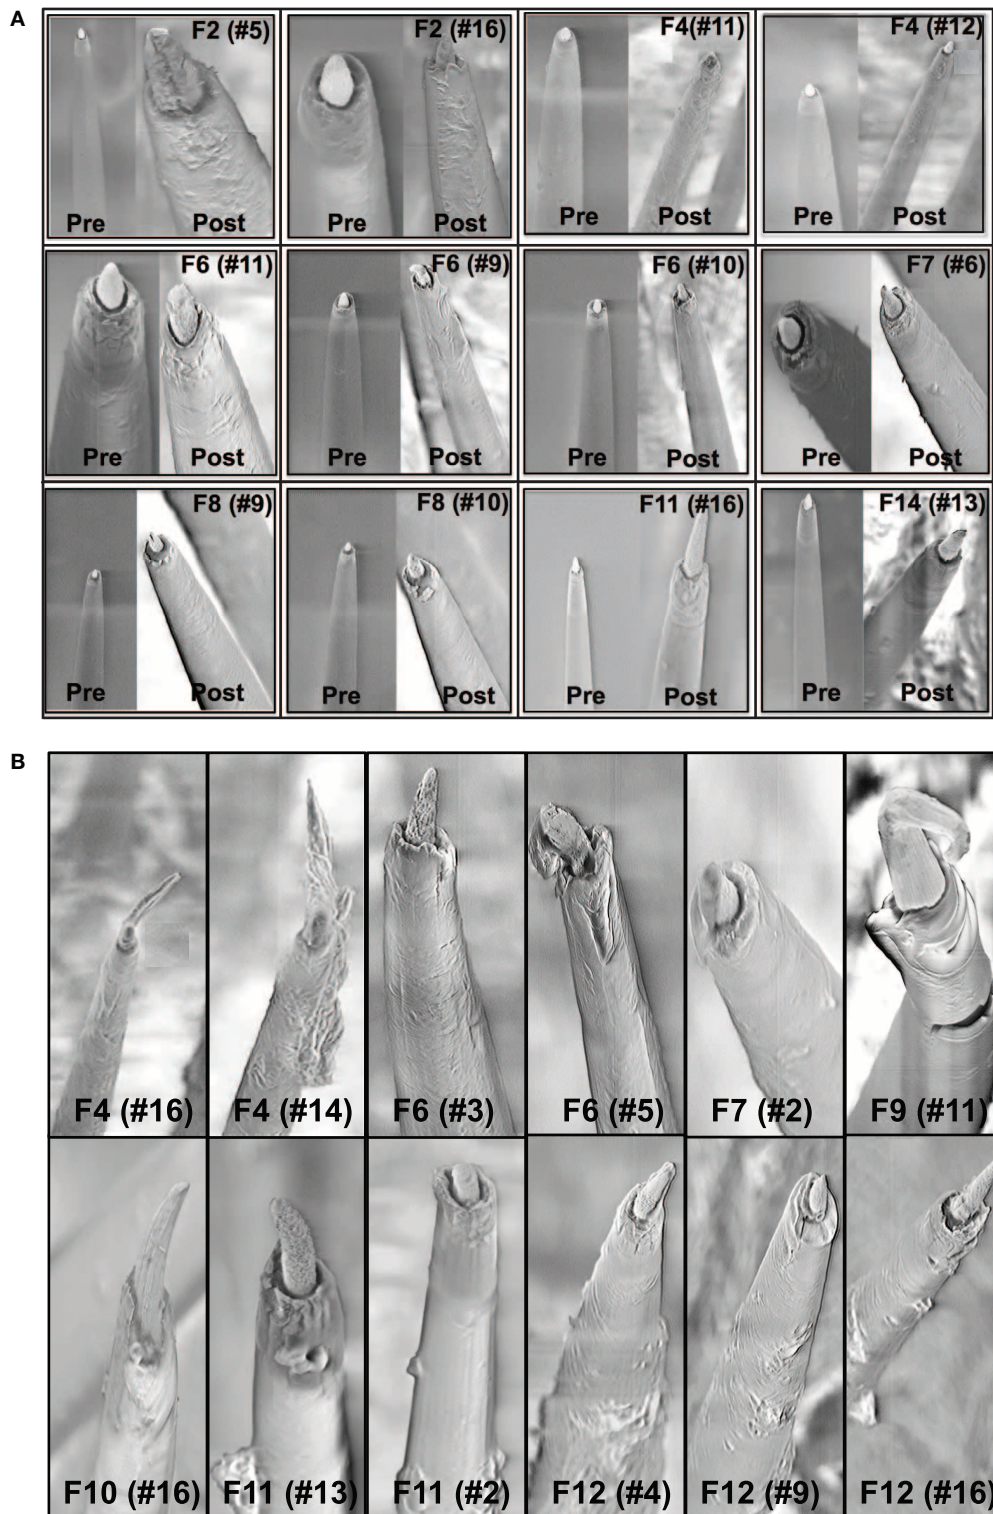 A
F2 (#5)
Pre Post
F2 (#16)
Pre Post
F4(#11)
Pre Post
F4 (#12)
Pre Post
F6 (#11)
Pre Post
F6 (#9)
Pre Post
F6 (#10)
Pre Post
F7 (#6)
Pre Post
F8 (#9)
Pre Post
F8 (#10)
Pre Post
F11 (#16)
Pre Post
F14 (#13)
Pre Post
B
F4 (#16)
F4 (#14)
F6 (#3)
F6 (#5)
F7 (#2)
F9 (#11)
F10 (#16)
F11 (#13)
F11 (#2)
F12 (#4)
F12 (#9)
F12 (#16)